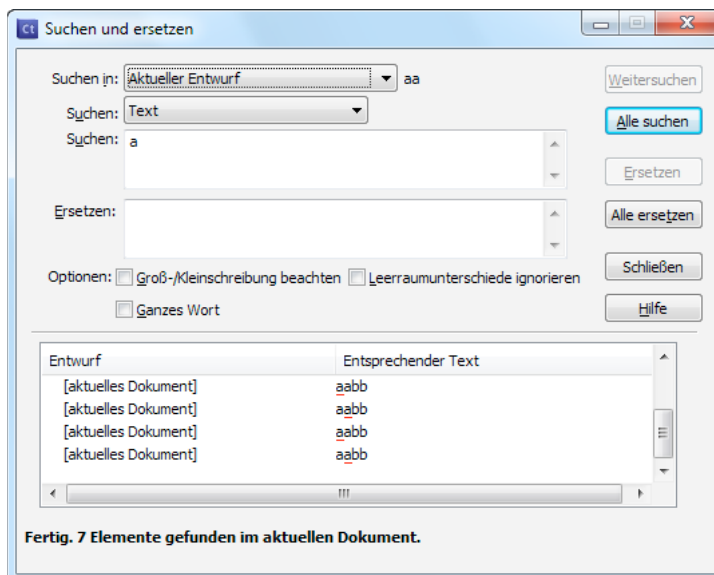 Ct Suchen und ersetzen
Suchen in: Aktueller Entwurf aa
Weitersuchen
Suchen: Text
Alle suchen
Suchen: a
Ersetzen
Ersetzen:
Alle ersetzen
Optionen: Groß-/Kleinschreibung beachten Leerraumunterschiede ignorieren
Schließen
Ganzes Wort
Hilfe
Entwurf Entsprechender Text
[aktuelles Dokument] aabb
[aktuelles Dokument] aabb
[aktuelles Dokument] aabb
[aktuelles Dokument] aabb
Fertig. 7 Elemente gefunden im aktuellen Dokument.